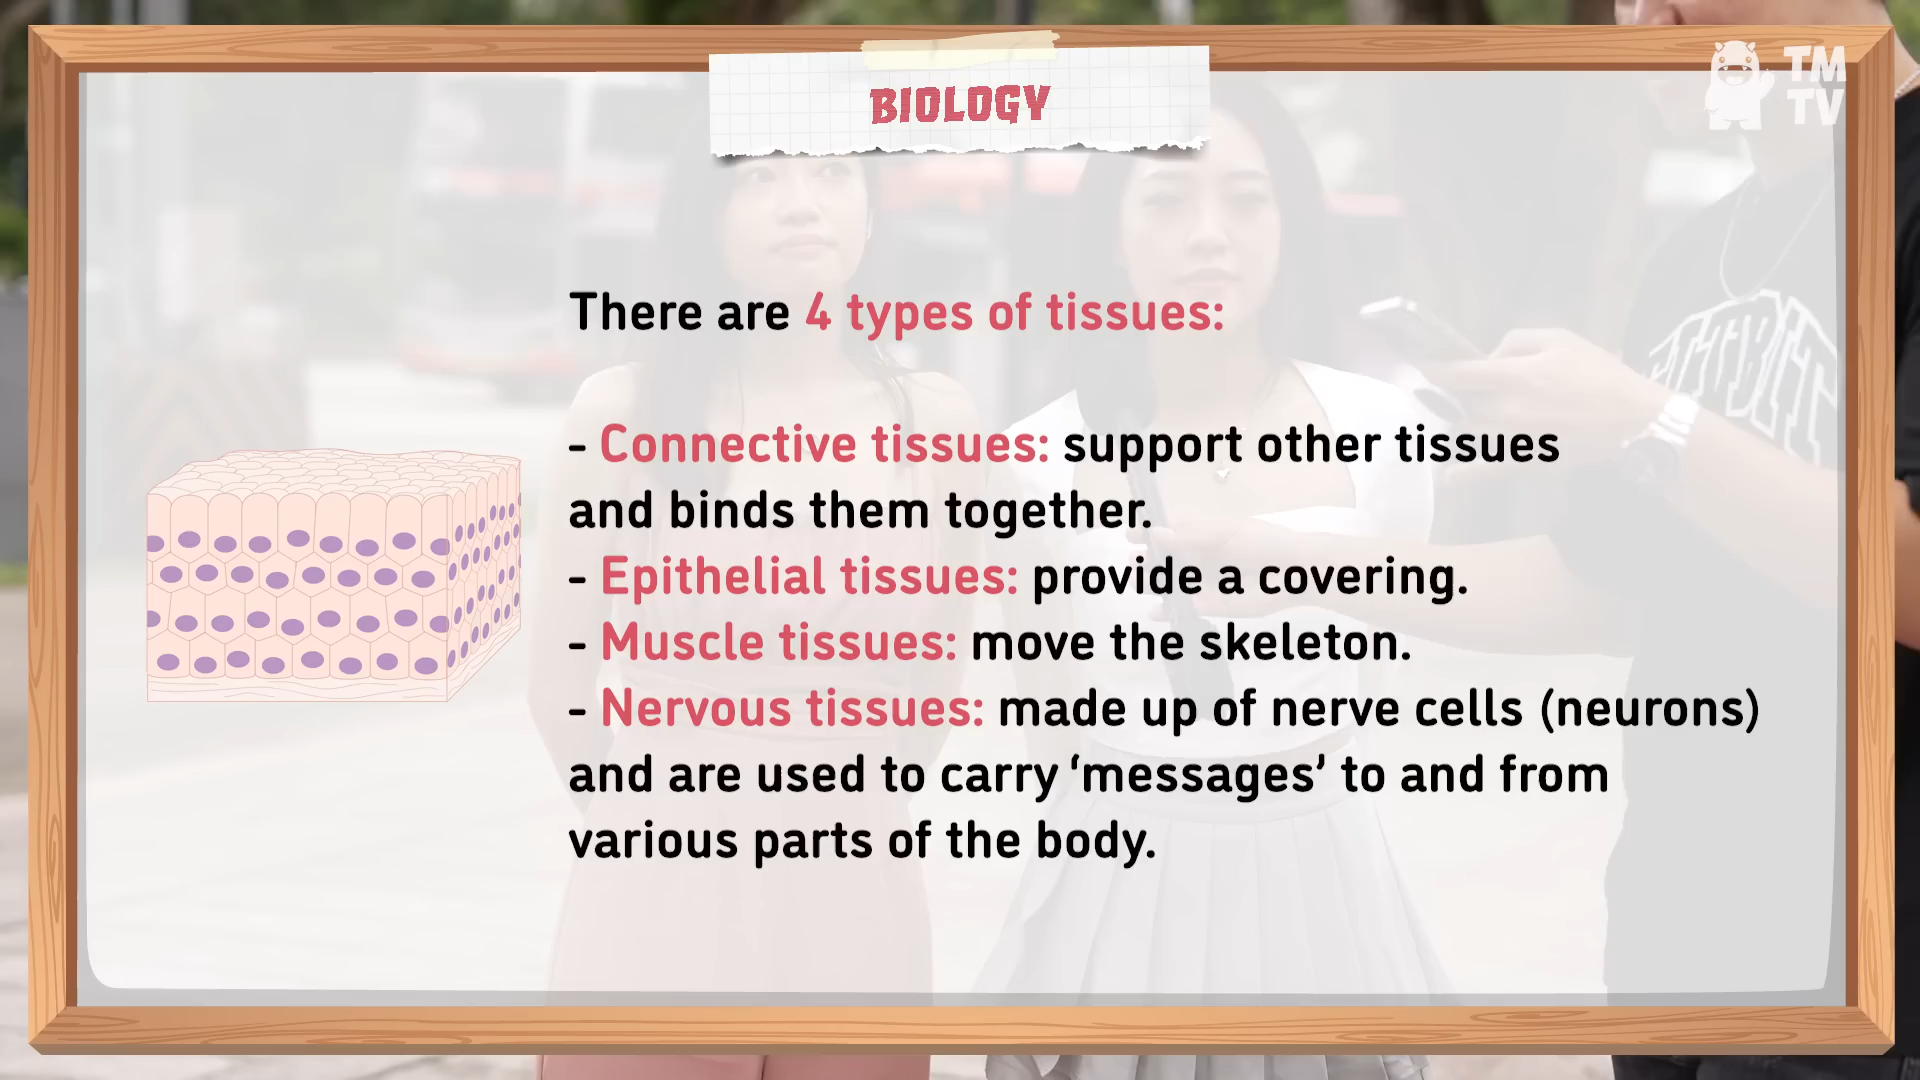 BIOLOGY
TM
TV
There are 4 types of tissues:
- Connective tissues: support other tissues
and binds them together.
- Epithelial tissues: provide a covering.
- Muscle tissues: move the skeleton.
- Nervous tissues: made up of nerve cells (neurons)
and are used to carry ‘messages’ to and from
various parts of the body.